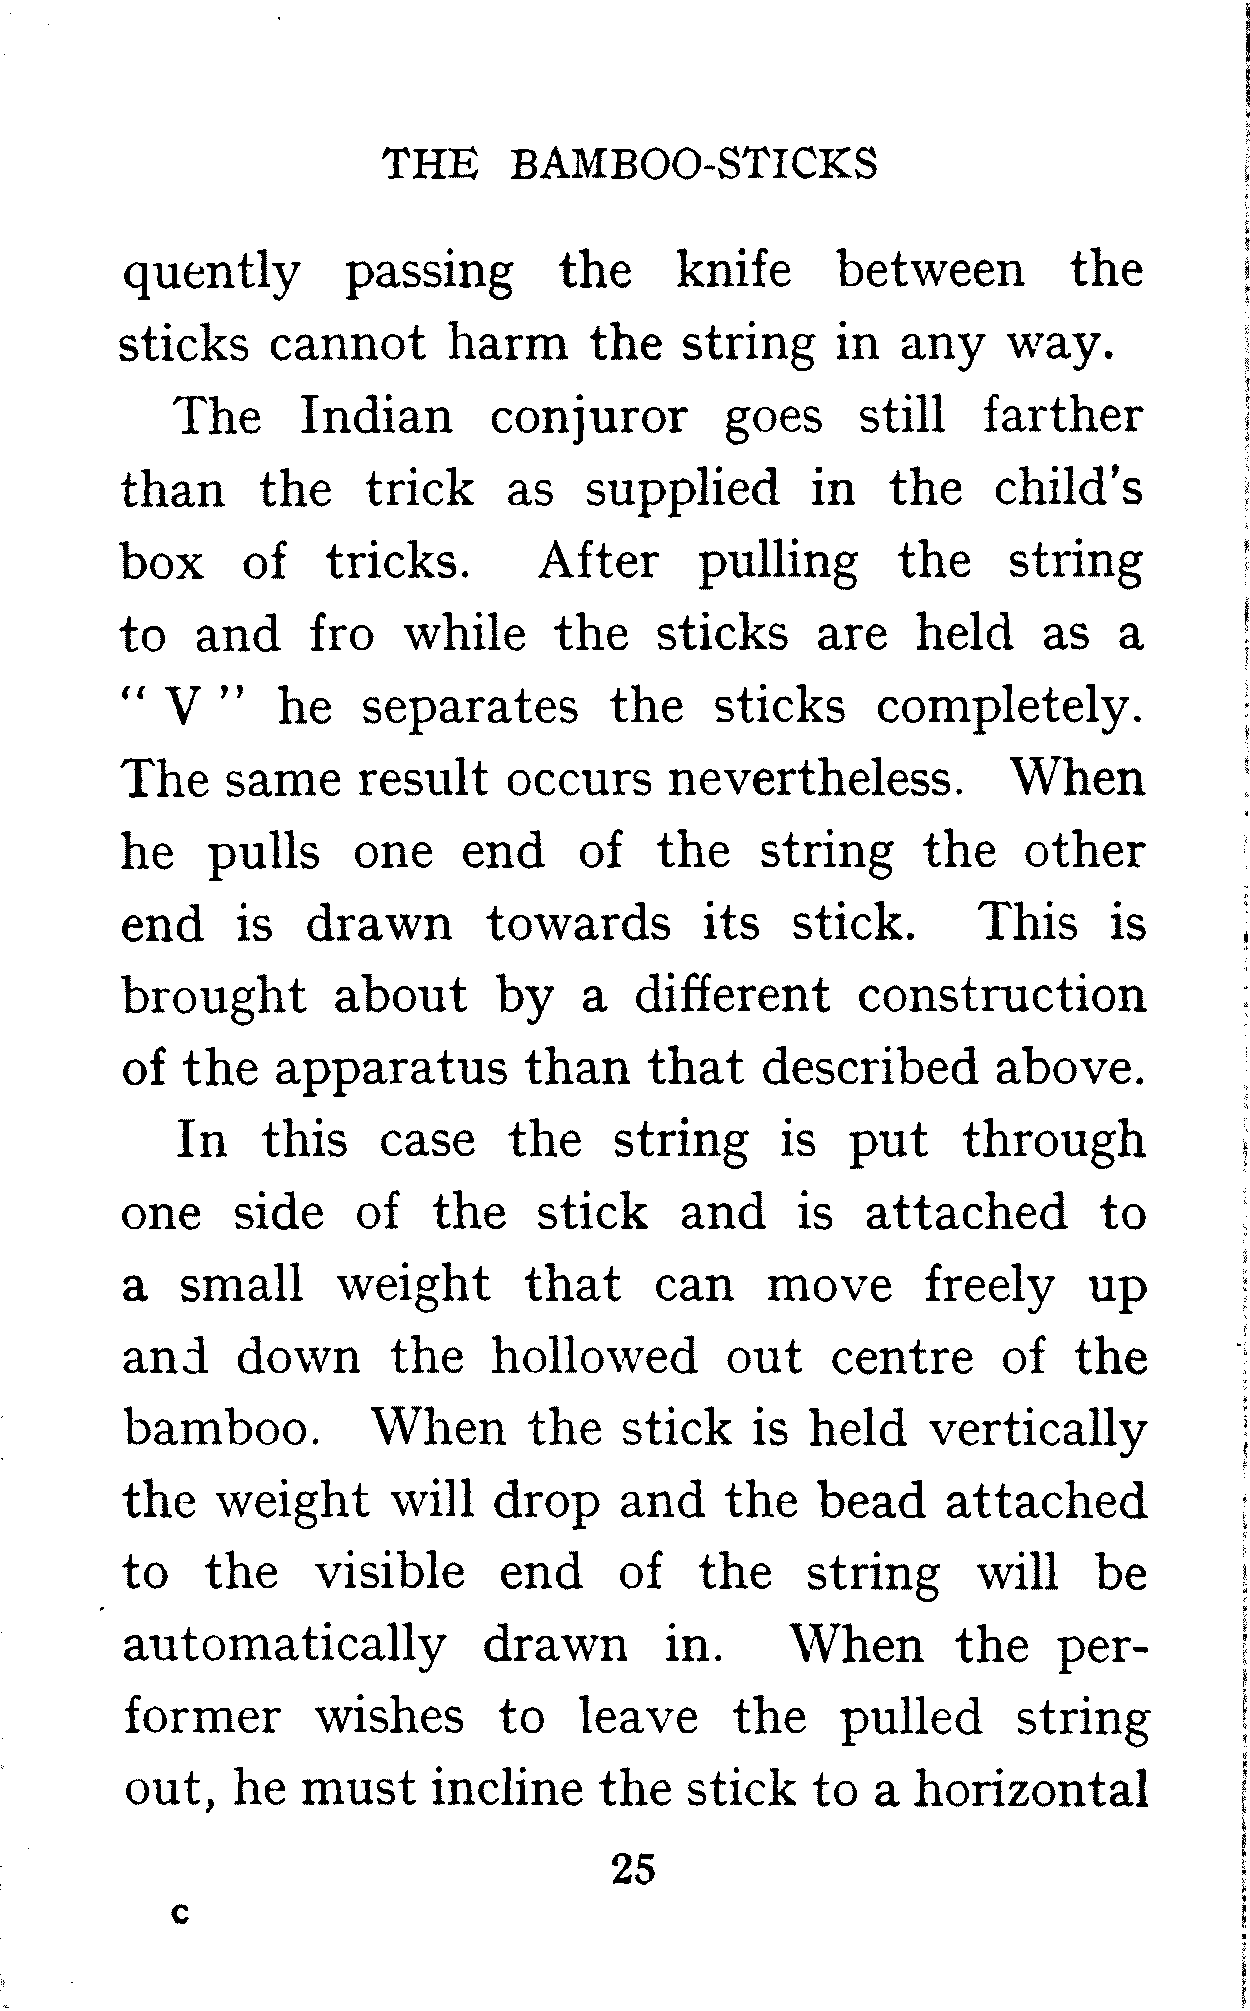 THE BAMBOO-STICKS
quently passing the knife between the
sticks cannot harm the string in any way.
The Indian conjuror goes still farther
than the trick as supplied in the child's
box of tricks. After pulling the string
to and fro while the sticks are held as a
“ V ” he separates the sticks completely.
The same result occurs nevertheless. When
he pulls one end of the string the other
end is drawn towards its stick. This is
brought about by a different construction
of the apparatus than that described above.
In this case the string is put through
one side of the stick and is attached to
a small weight that can move freely up
and down the hollowed out centre of the
bamboo. When the stick is held vertically
the weight will drop and the bead attached
to the visible end of the string will be
automatically drawn in. When the per-
former wishes to leave the pulled string
out, he must incline the stick to a horizontal
25
C